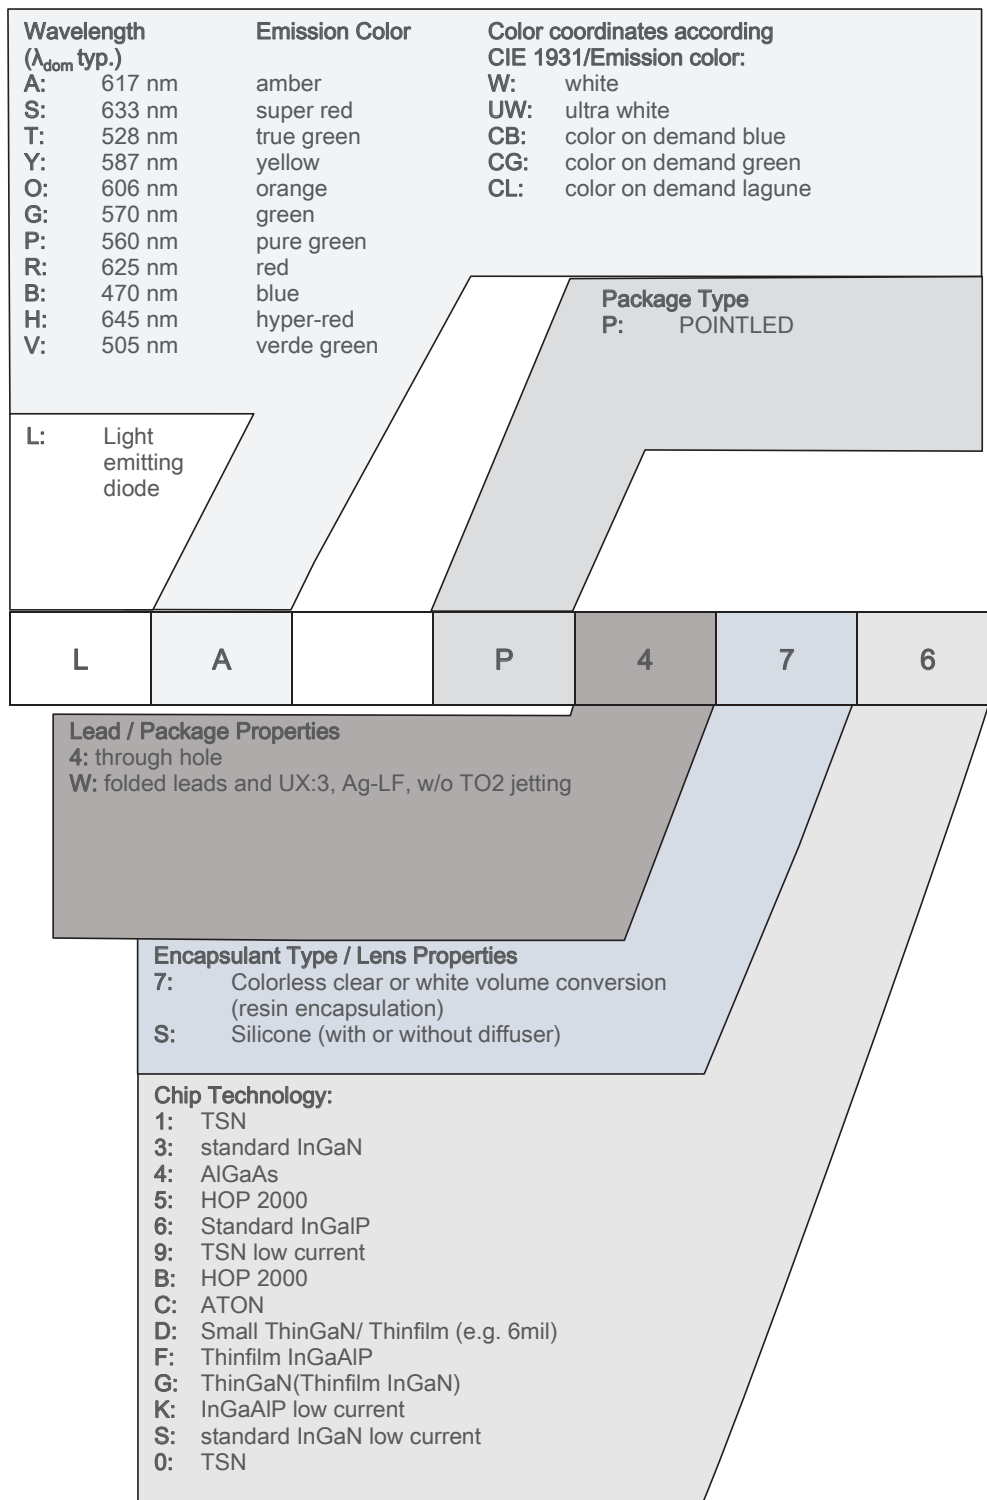 Wavelength Emission Color
(λdom typ.)
A: 617 nm amber
S: 633 nm super red
T: 528 nm true green
Y: 587 nm yellow
O: 606 nm orange
G: 570 nm green
P: 560 nm pure green
R: 625 nm red
B: 470 nm blue
H: 645 nm hyper-red
V: 505 nm verde green
Color coordinates according
CIE 1931/Emission color:
W: white
UW: ultra white
CB: color on demand blue
CG: color on demand green
CL: color on demand lagune
Package Type
P: POINTLED
L: Light
emitting
diode
L A P 4 7 6
Lead / Package Properties
4: through hole
W: folded leads and UX:3, Ag-LF, w/o TO2 jetting
Encapsulant Type / Lens Properties
7: Colorless clear or white volume conversion
(resin encapsulation)
S: Silicone (with or without diffuser)
Chip Technology:
1: TSN
3: standard InGaN
4: AlGaAs
5: HOP 2000
6: Standard InGalP
9: TSN low current
B: HOP 2000
C: ATON
D: Small ThinGaN/ Thinfilm (e.g. 6mil)
F: Thinfilm InGaAlP
G: ThinGaN(Thinfilm InGaN)
K: InGaAlP low current
S: standard InGaN low current
0: TSN